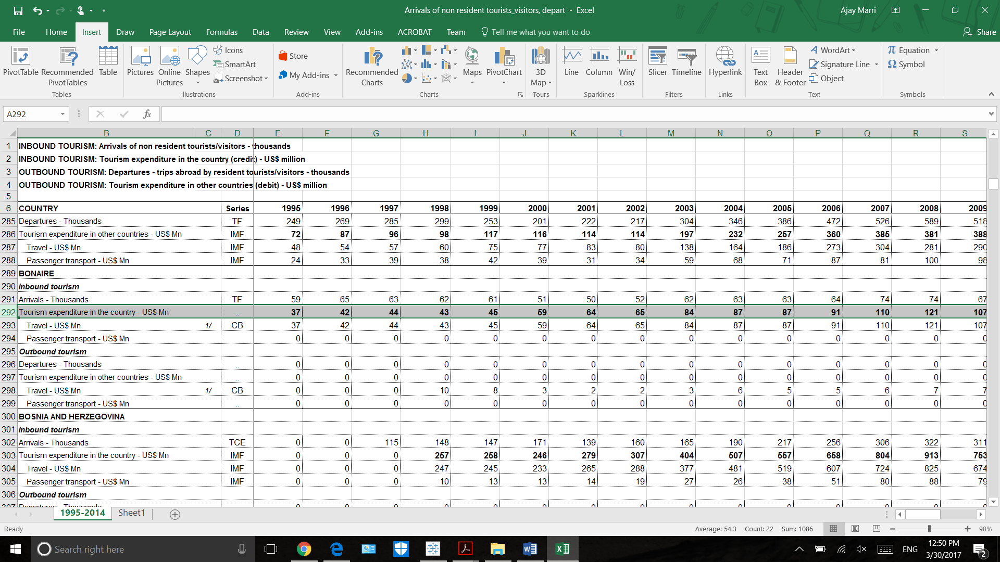 Arrivals of non resident tourists_visitors, depart - Excel
Ajay Marri
File Home Insert Draw Page Layout Formulas Data Review View Add-ins ACROBAT Team Tell me what you want to do Share
PivotTable Recommended PivotTables Table
Tables
Pictures Online Pictures Shapes Icons SmartArt Screenshot
Illustrations
Store
My Add-ins
Add-ins
Recommended Charts Maps PivotChart
Charts
3D Map
Tours
Line Column Win/ Loss
Sparklines
Slicer Timeline
Filters
Hyperlink
Links
Text Box Header & Footer WordArt Signature Line Object
Text
Equation
Symbol
Symbols
A292 fx
B C D E F G H I J K L M N O P Q R S
1 INBOUND TOURISM: Arrivals of non resident tourists/visitors - thousands
2 INBOUND TOURISM: Tourism expenditure in the country (credit) - US$ million
3 OUTBOUND TOURISM: Departures - trips abroad by resident tourists/visitors - thousands
4 OUTBOUND TOURISM: Tourism expenditure in other countries (debit) - US$ million
5
6 COUNTRY Series 1995 1996 1997 1998 1999 2000 2001 2002 2003 2004 2005 2006 2007 2008 2009
285 Departures - Thousands TF 249 269 285 299 253 201 222 217 304 346 386 472 526 589 518
286 Tourism expenditure in other countries - US$ Mn IMF 72 87 96 98 117 116 114 114 197 232 257 360 385 381 388
287 Travel - US$ Mn IMF 48 54 57 60 75 77 83 80 138 164 186 273 304 281 290
288 Passenger transport - US$ Mn IMF 24 33 39 38 42 39 31 34 59 68 71 87 81 100 98
289 BONAIRE
290 Inbound tourism
291 Arrivals - Thousands TF 59 65 63 62 61 51 50 52 62 63 63 64 74 74 67
292 Tourism expenditure in the country - US$ Mn .. 37 42 44 43 45 59 64 65 84 87 87 91 110 121 107
293 Travel - US$ Mn 1/ CB 37 42 44 43 45 59 64 65 84 87 87 91 110 121 107
294 Passenger transport - US$ Mn 0 0 0 0 0 0 0 0 0 0 0 0 0 0 0
295 Outbound tourism
296 Departures - Thousands .. 0 0 0 0 0 0 0 0 0 0 0 0 0 0 0
297 Tourism expenditure in other countries - US$ Mn .. 0 0 0 0 0 0 0 0 0 0 0 0 0 0 0
298 Travel - US$ Mn 1/ CB 0 0 0 10 8 3 2 2 3 6 5 5 6 7 7
299 Passenger transport - US$ Mn .. 0 0 0 0 0 0 0 0 0 0 0 0 0 0 0
300 BOSNIA AND HERZEGOVINA
301 Inbound tourism
302 Arrivals - Thousands TCE 0 0 115 148 147 171 139 160 165 190 217 256 306 322 311
303 Tourism expenditure in the country - US$ Mn IMF 0 0 0 257 258 246 279 307 404 507 557 658 804 913 753
304 Travel - US$ Mn IMF 0 0 0 247 245 233 265 288 377 481 519 607 724 825 674
305 Passenger transport - US$ Mn IMF 0 0 0 10 13 13 14 19 27 26 38 51 80 88 79
306 Outbound tourism
307 Departures - Thousands 0 0 0 0 0 0 0 0 0 0 0 0 0 0 0
1995-2014 Sheet1
Ready Average: 54.3 Count: 22 Sum: 1086 98%
Search right here
ENG 12:50 PM
3/30/2017
2